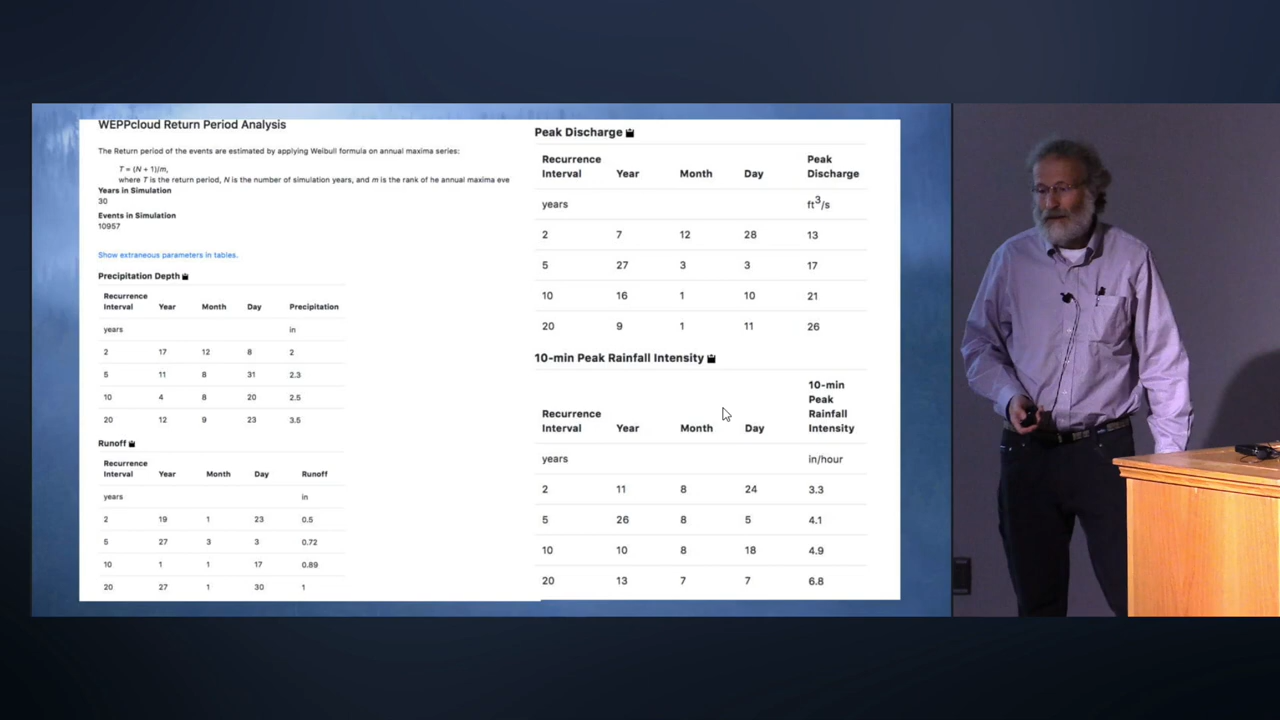 WEPPcloud Return Period Analysis
The Return period of the events are estimated by applying Weibull formula on annual maxima series:
T = (N + 1)/m,
where T is the return period, N is the number of simulation years, and m is the rank of he annual maxima eve
Years in Simulation
30
Events in Simulation
10957
Show extraneous parameters in tables.
Precipitation Depth
Recurrence Interval Year Month Day Precipitation
years in
2 17 12 8 2
5 11 8 31 2.3
10 4 8 20 2.5
20 12 9 23 3.5
Runoff
Recurrence Interval Year Month Day Runoff
years in
2 19 1 23 0.5
5 27 3 3 0.72
10 1 1 17 0.89
20 27 1 30 1
Peak Discharge
Recurrence Interval Year Month Day Peak Discharge
years ft³/s
2 7 12 28 13
5 27 3 3 17
10 16 1 10 21
20 9 1 11 26
10-min Peak Rainfall Intensity
Recurrence Interval Year Month Day 10-min Peak Rainfall Intensity
years in/hour
2 11 8 24 3.3
5 26 8 5 4.1
10 10 8 18 4.9
20 13 7 7 6.8